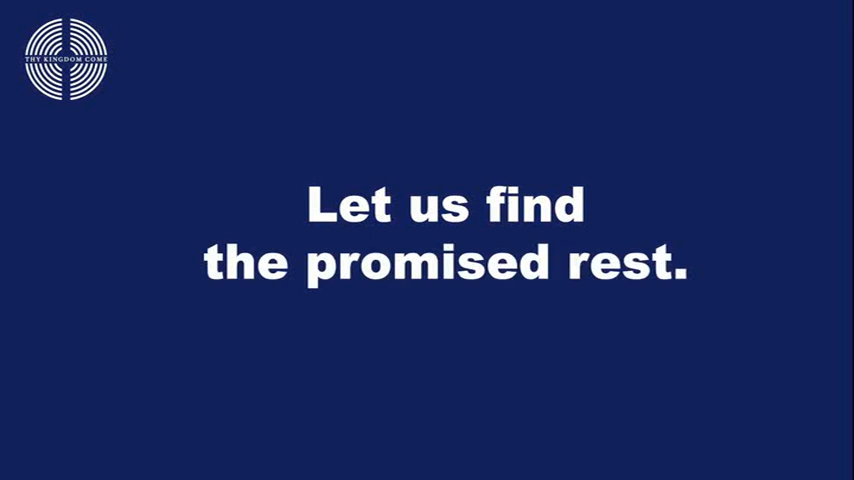 THY KINGDOM COME
Let us find
the promised rest.